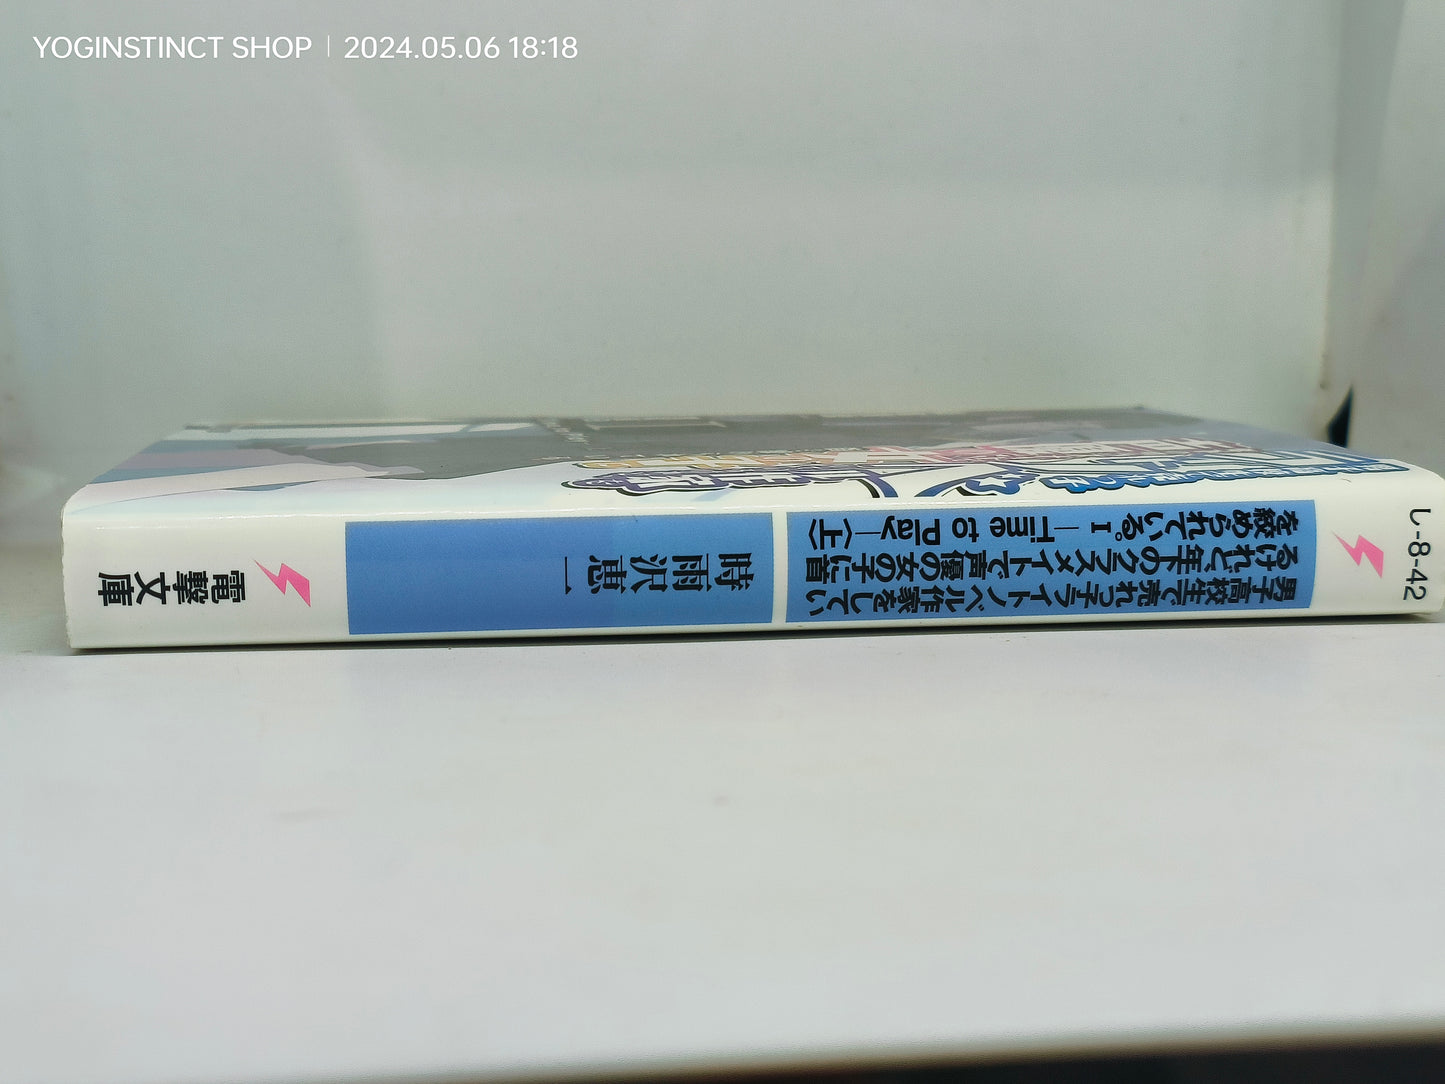 YOGINSTINCT SHOP | 2024.05.06 18:18
し-8-42
男子高校生で売れっ子ライトノベル作家をしてい
るけれど、年下のクラスメイトで声優の女の子に首
を絞められている。I ―Time to Play―〈上〉
時雨沢恵一
電撃文庫